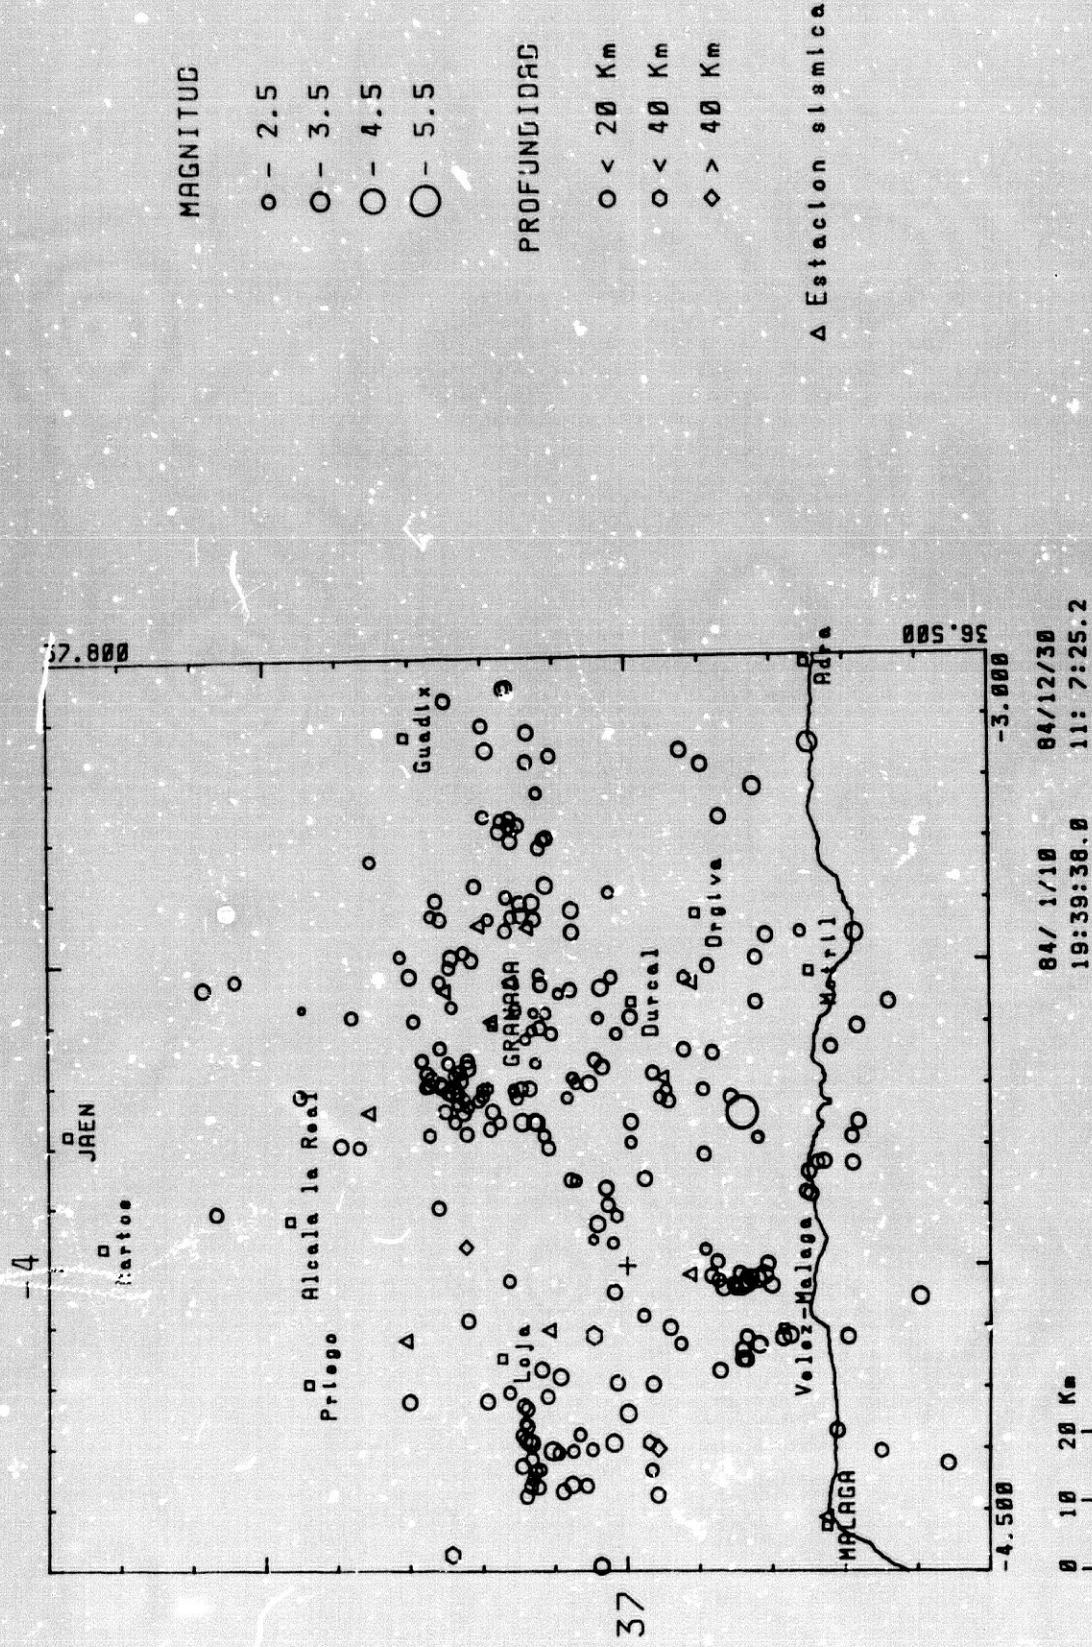 -4
37.800
JAEN
Martos
Alcala la Real
Priego
Guadix
GRANADA
Loja
37
Durcal
Orgiva
Motril
Adra
Velez-Malaga
MALAGA
36.500
-4.500
-3.000
0 10 20 Km
84/ 1/10 84/12/30
19:39:38.0 11: 7:25.2
MAGNITUD
- 2.5
- 3.5
- 4.5
- 5.5
PROFUNDIDAD
< 20 Km
< 40 Km
> 40 Km
Estacion sismica